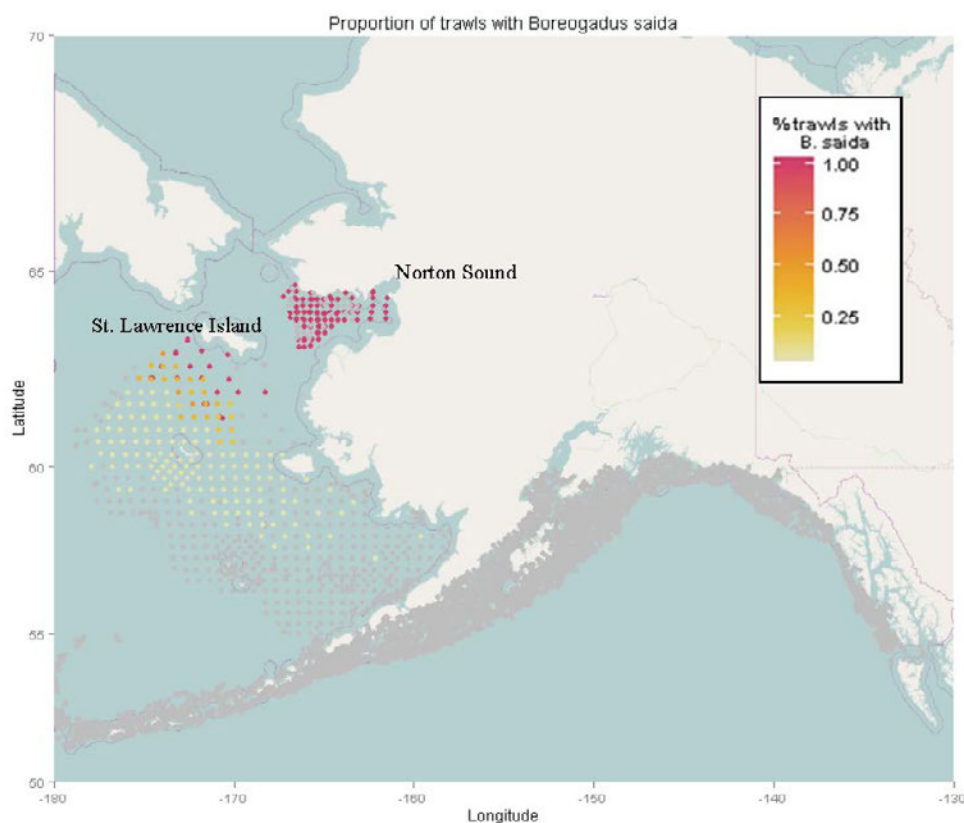 Proportion of trawls with Boreogadus saida
70
65
60
55
50
Latitude
-180
-170
-160
-150
-140
-130
Longitude
Norton Sound
St. Lawrence Island
% trawls with
B. saida
1.00
0.75
0.50
0.25